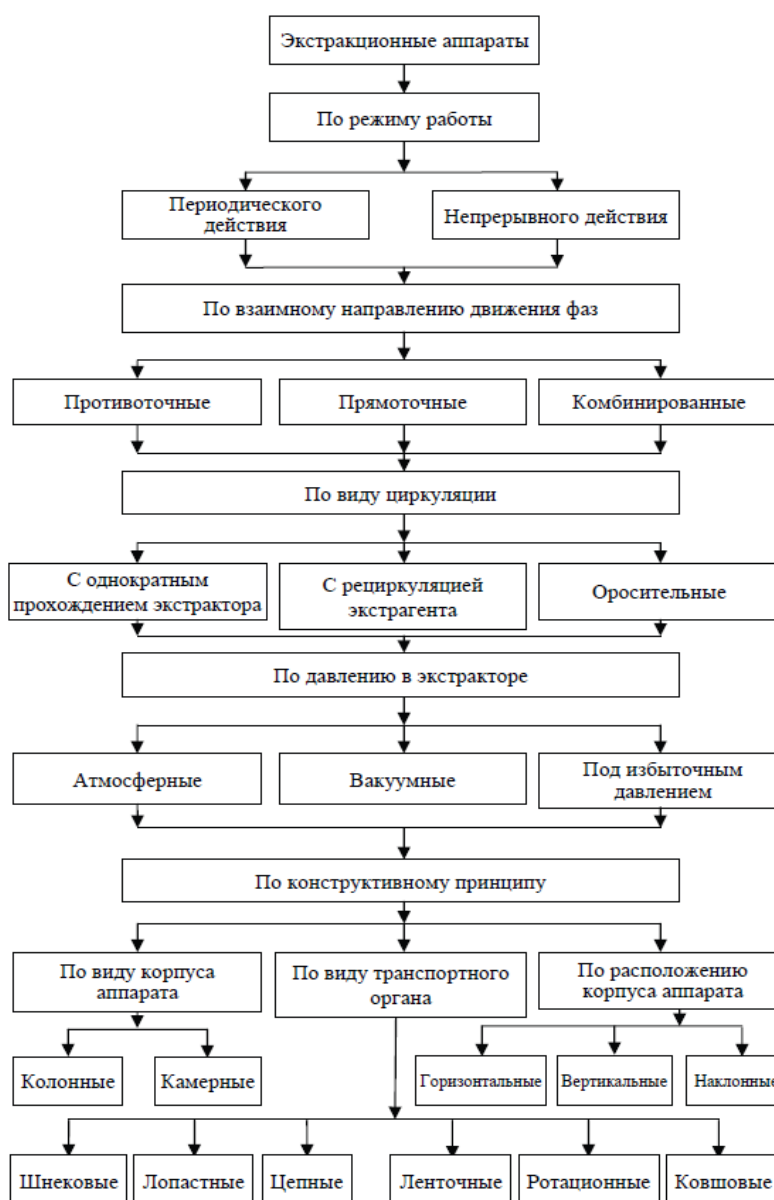 Экстракционные аппараты
По режиму работы
Периодического
действия
Непрерывного действия
По взаимному направлению движения фаз
Противоточные
Прямоточные
Комбинированные
По виду циркуляции
С однократным
прохождением экстрактора
С рециркуляцией
экстрагента
Оросительные
По давлению в экстракторе
Атмосферные
Вакуумные
Под избыточным
давлением
По конструктивному принципу
По виду корпуса
аппарата
По виду транспортного
органа
По расположению
корпуса аппарата
Колонные
Камерные
Горизонтальные
Вертикальные
Наклонные
Шнековые
Лопастные
Цепные
Ленточные
Ротационные
Ковшовые